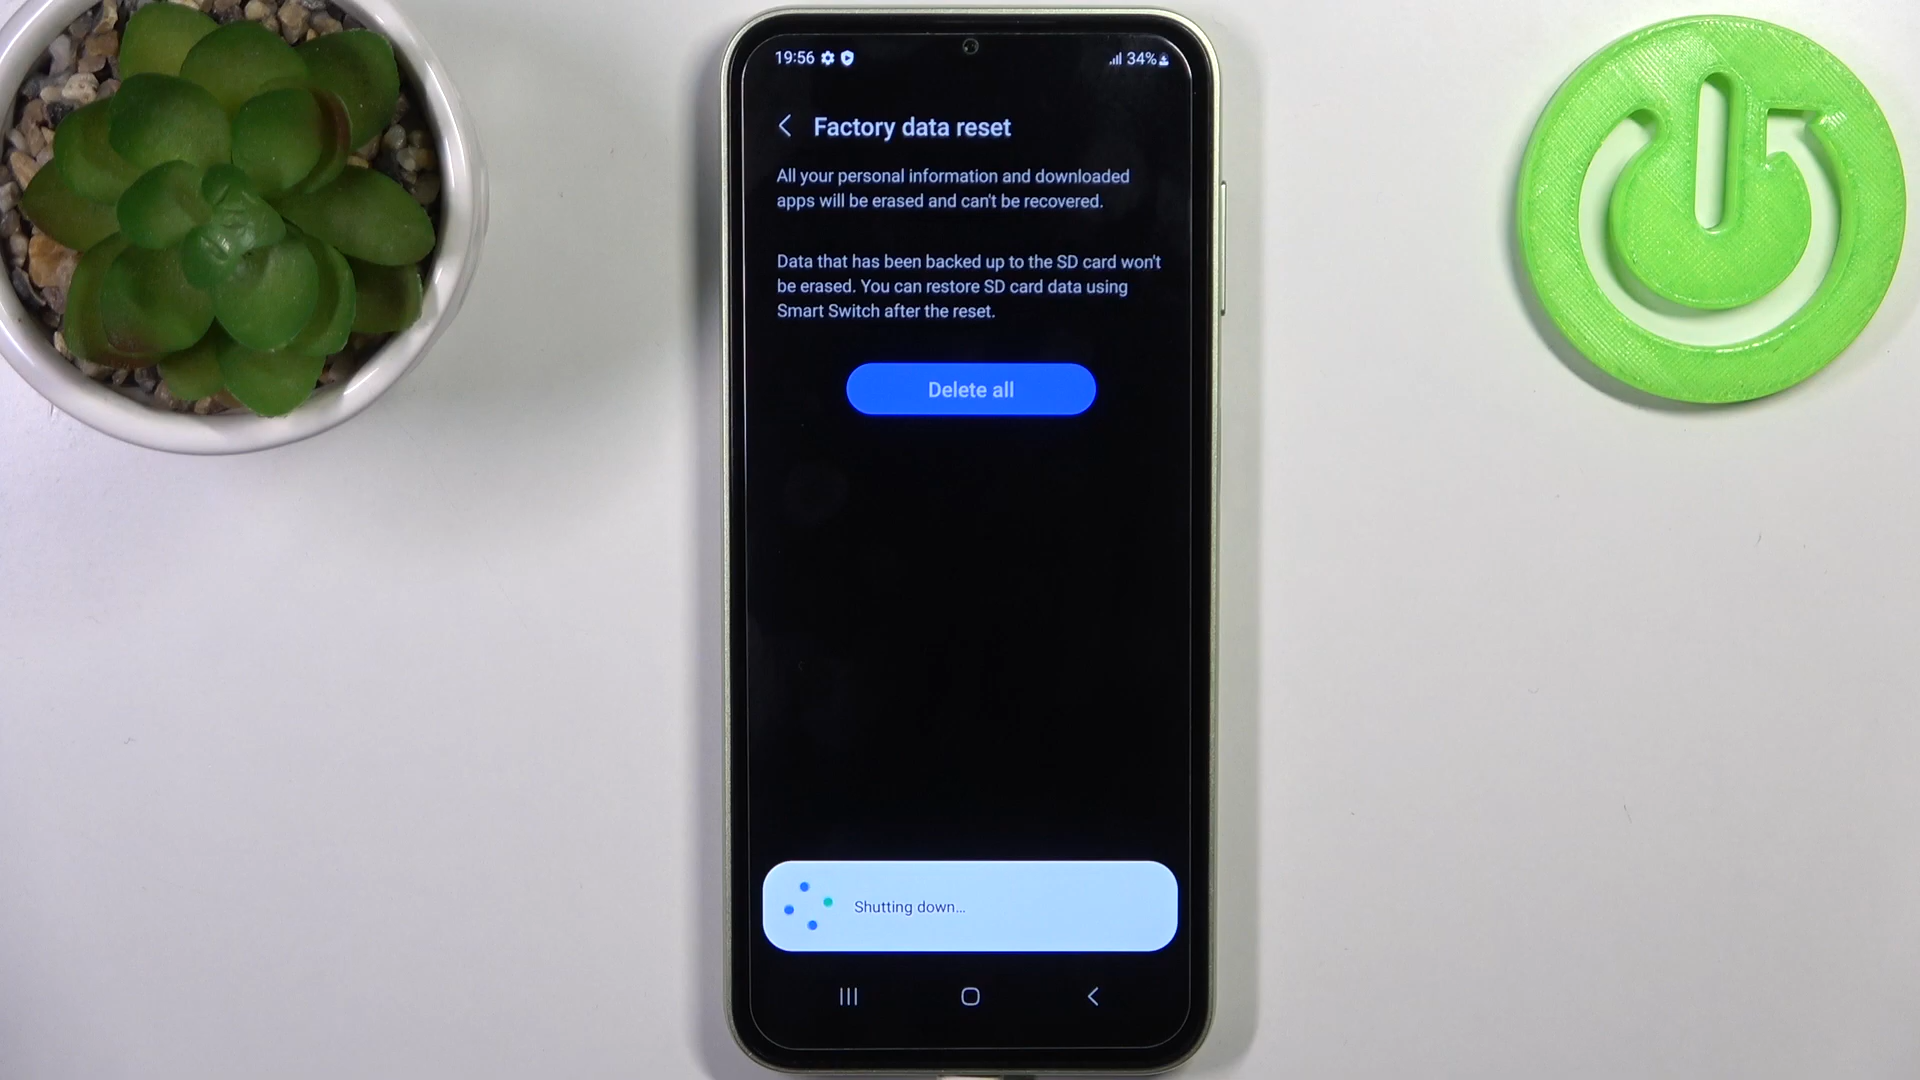 19:56
34%
Factory data reset
All your personal information and downloaded
apps will be erased and can't be recovered.
Data that has been backed up to the SD card won't
be erased. You can restore SD card data using
Smart Switch after the reset.
Delete all
Shutting down...